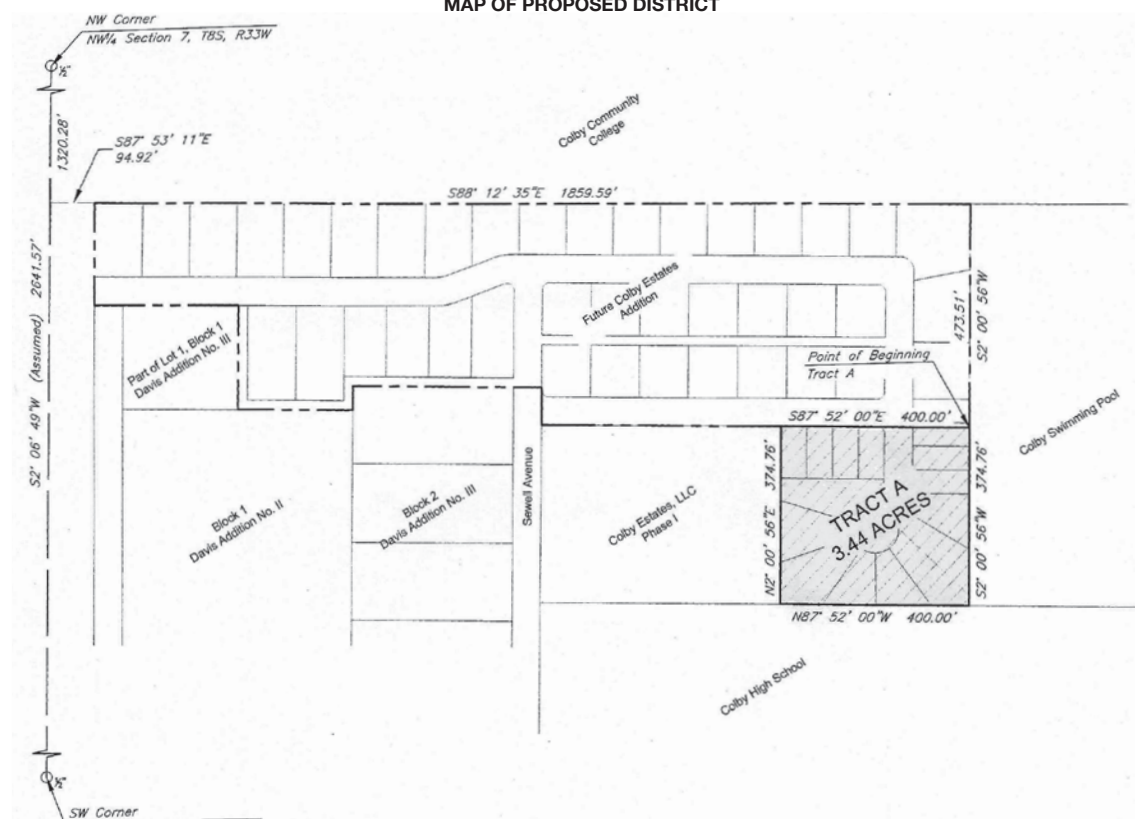 MAP OF PROPOSED DISTRICT
NW Corner
NW¼ Section 7, T8S, R33W
½"
1320.28'
S87° 53' 11"E
94.92'
Colby Community
College
S88° 12' 35"E 1859.59'
S2° 06' 49"W (Assumed) 2641.57'
Future Colby Estates
Addition
473.51'
S2° 00' 56"W
Part of Lot 1, Block 1
Davis Addition No. III
Point of Beginning
Tract A
S87° 52' 00"E 400.00'
Colby Swimming Pool
Block 1
Davis Addition No. II
Block 2
Davis Addition No. III
Sewell Avenue
Colby Estates, LLC
Phase I
N2° 00' 56"E 374.76'
TRACT A
3.44 ACRES
S2° 00' 56"W 374.76'
N87° 52' 00"W 400.00'
Colby High School
½"
SW Corner